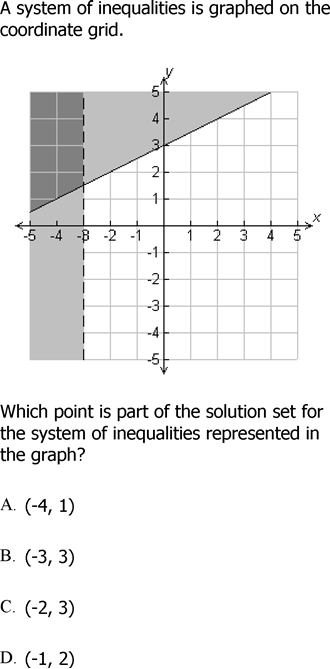 A system of inequalities is graphed on the
coordinate grid.
y
5
4
3
2
1
x
-5 -4 -3 -2 -1 1 2 3 4 5
-1
-2
-3
-4
-5
Which point is part of the solution set for
the system of inequalities represented in
the graph?
A. (-4, 1)
B. (-3, 3)
C. (-2, 3)
D. (-1, 2)